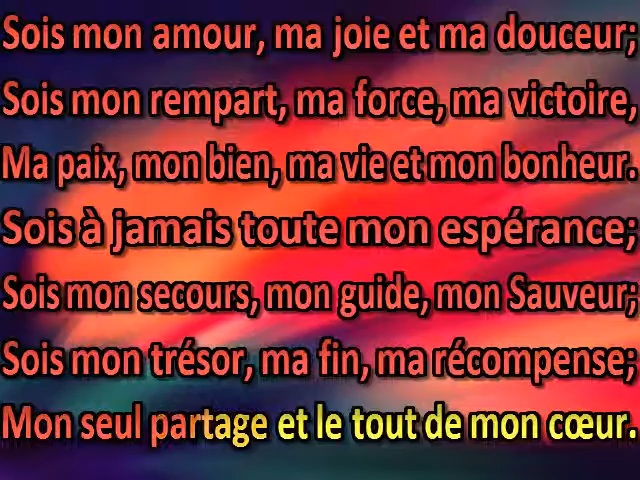 Sois mon amour, ma joie et ma douceur;
Sois mon rempart, ma force, ma victoire,
Ma paix, mon bien, ma vie et mon bonheur.
Sois à jamais toute mon espérance;
Sois mon secours, mon guide, mon Sauveur;
Sois mon trésor, ma fin, ma récompense;
Mon seul partage et le tout de mon cœur.